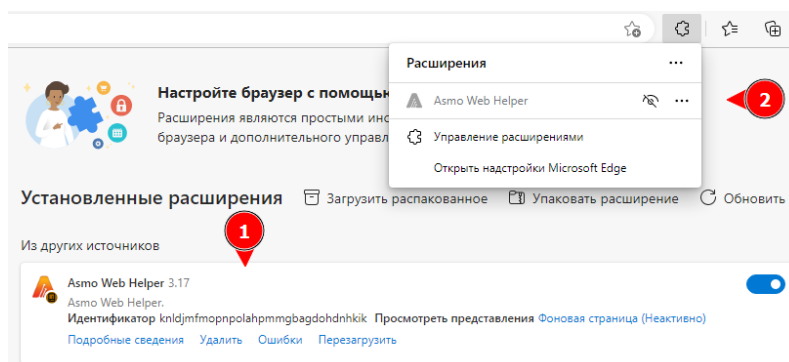 Расширения
Asmo Web Helper
Управление расширениями
Открыть надстройки Microsoft Edge
2
Настройте браузер с помощью
Расширения являются простыми инс
браузера и дополнительного управл
Установленные расширения
Загрузить распакованное
Упаковать расширение
Обновить
1
Из других источников
Asmo Web Helper 3.17
Asmo Web Helper.
Идентификатор knldjmfmopnpolahpmmgbagdohdnhkik Просмотреть представления Фоновая страница (Неактивно)
Подробные сведения Удалить Ошибки Перезагрузить